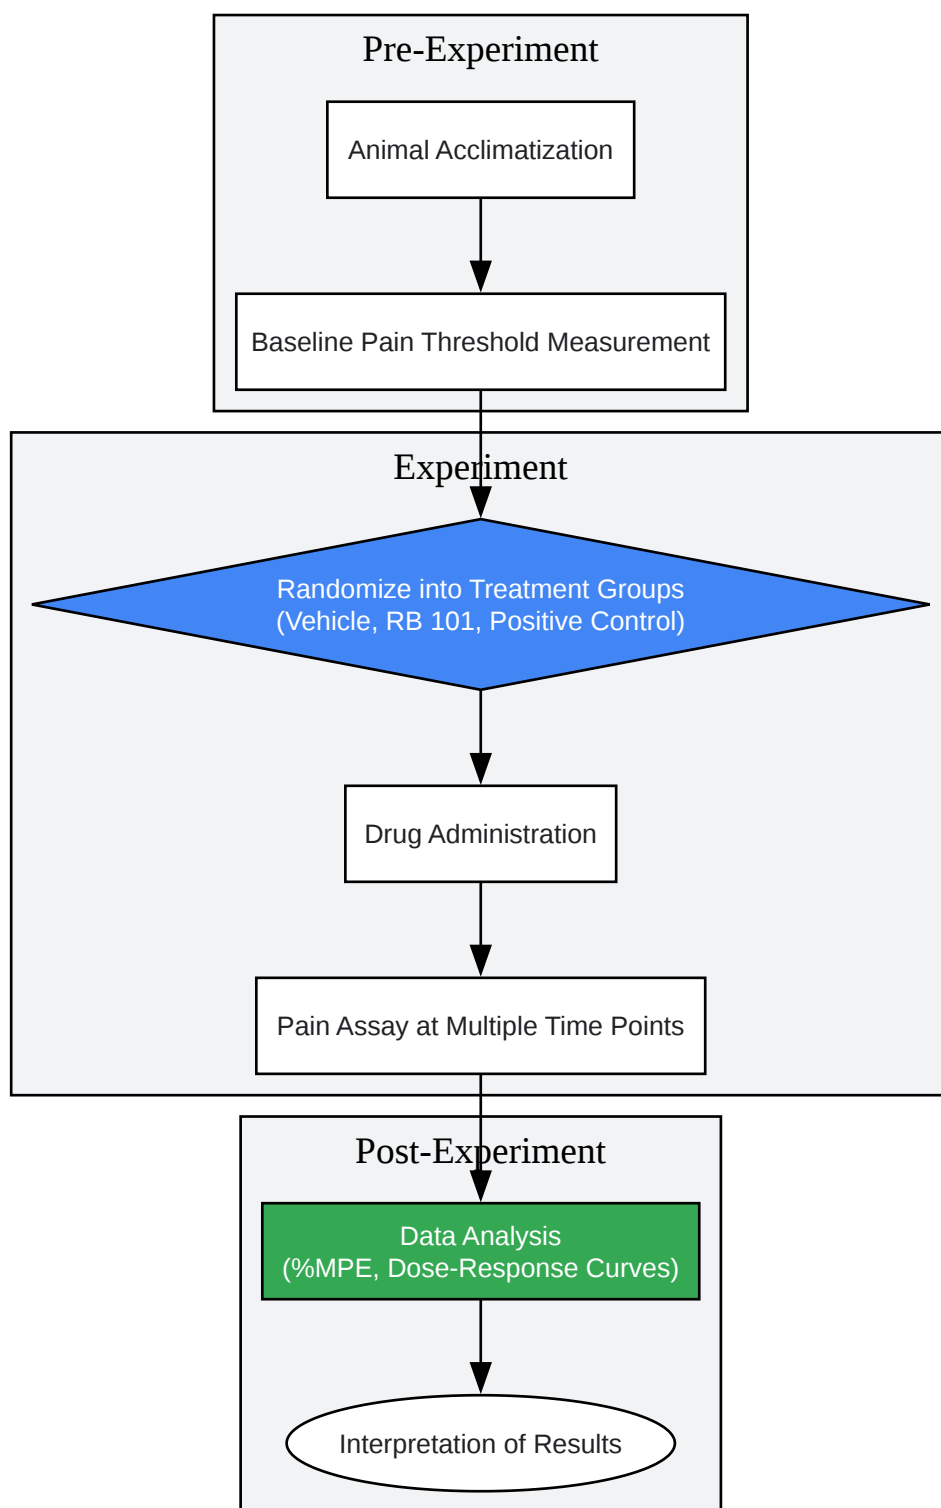 Pre-Experiment
Animal Acclimatization
Baseline Pain Threshold Measurement
Experiment
Randomize into Treatment Groups
(Vehicle, RB 101, Positive Control)
Drug Administration
Pain Assay at Multiple Time Points
Post-Experiment
Data Analysis
(%MPE, Dose-Response Curves)
Interpretation of Results